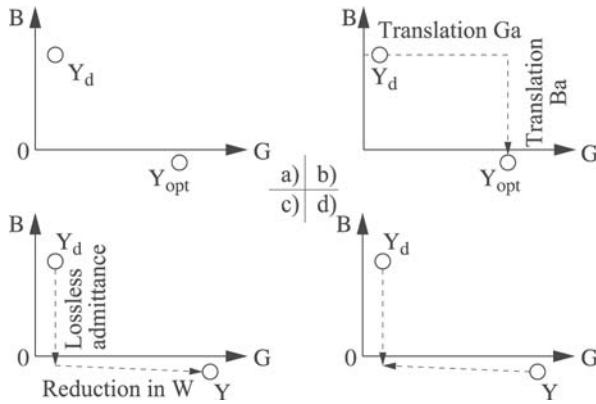 B
Y_d
0
G
Y_opt
B
Translation Ga
Y_d
Translation
Ba
G
Y_opt
a) b)
c) d)
B
Y_d
Lossless
admittance
0
G
Reduction in W
Y
B
Y_d
0
G
Y